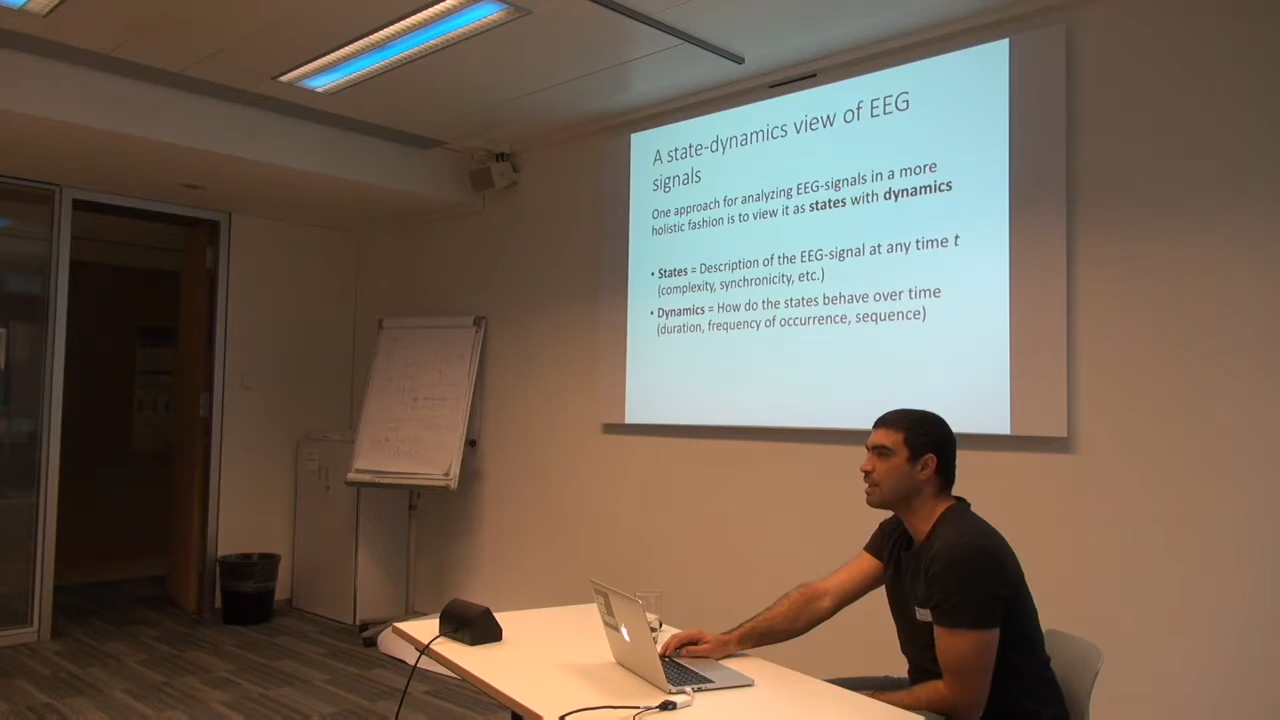 A state-dynamics view of EEG
signals
One approach for analyzing EEG-signals in a more
holistic fashion is to view it as states with dynamics
• States = Description of the EEG-signal at any time t
(complexity, synchronicity, etc.)
• Dynamics = How do the states behave over time
(duration, frequency of occurrence, sequence)